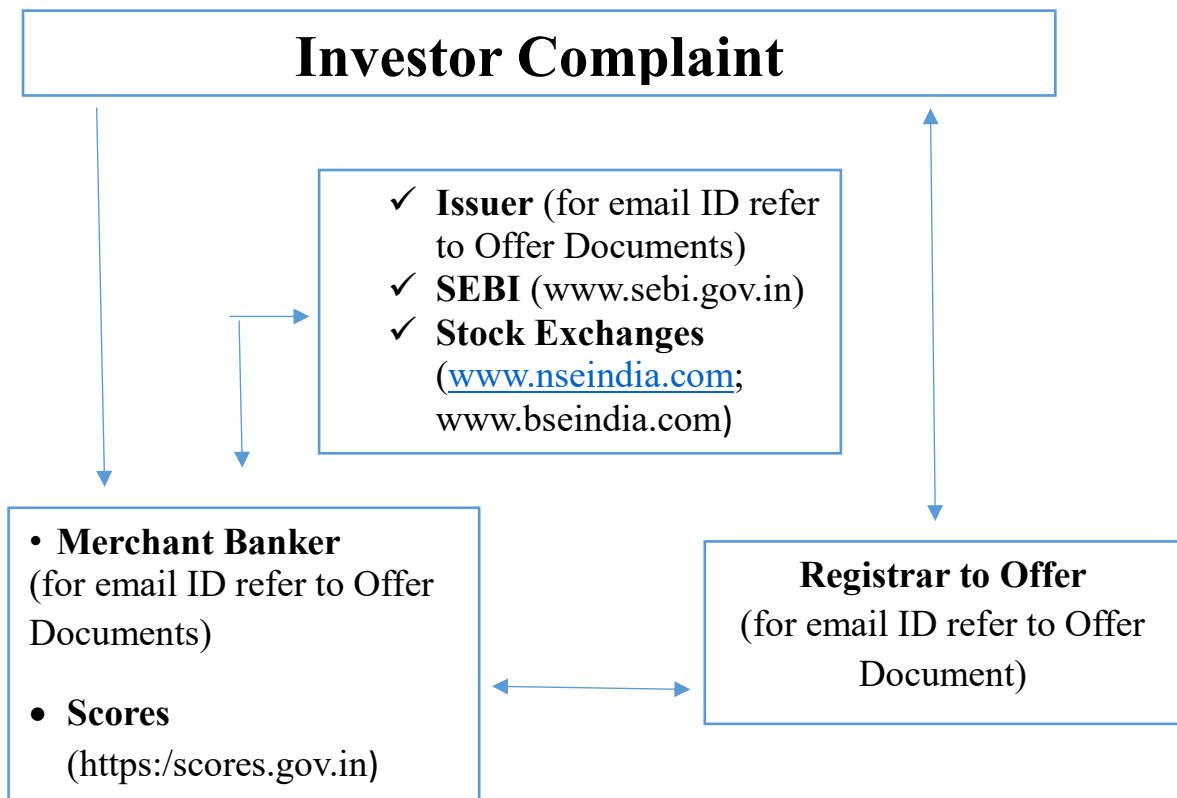 Investor Complaint
✓ Issuer (for email ID refer
to Offer Documents)
✓ SEBI (www.sebi.gov.in)
✓ Stock Exchanges
(www.nseindia.com;
www.bseindia.com)
• Merchant Banker
(for email ID refer to Offer
Documents)
• Scores
(https:/scores.gov.in)
Registrar to Offer
(for email ID refer to Offer
Document)